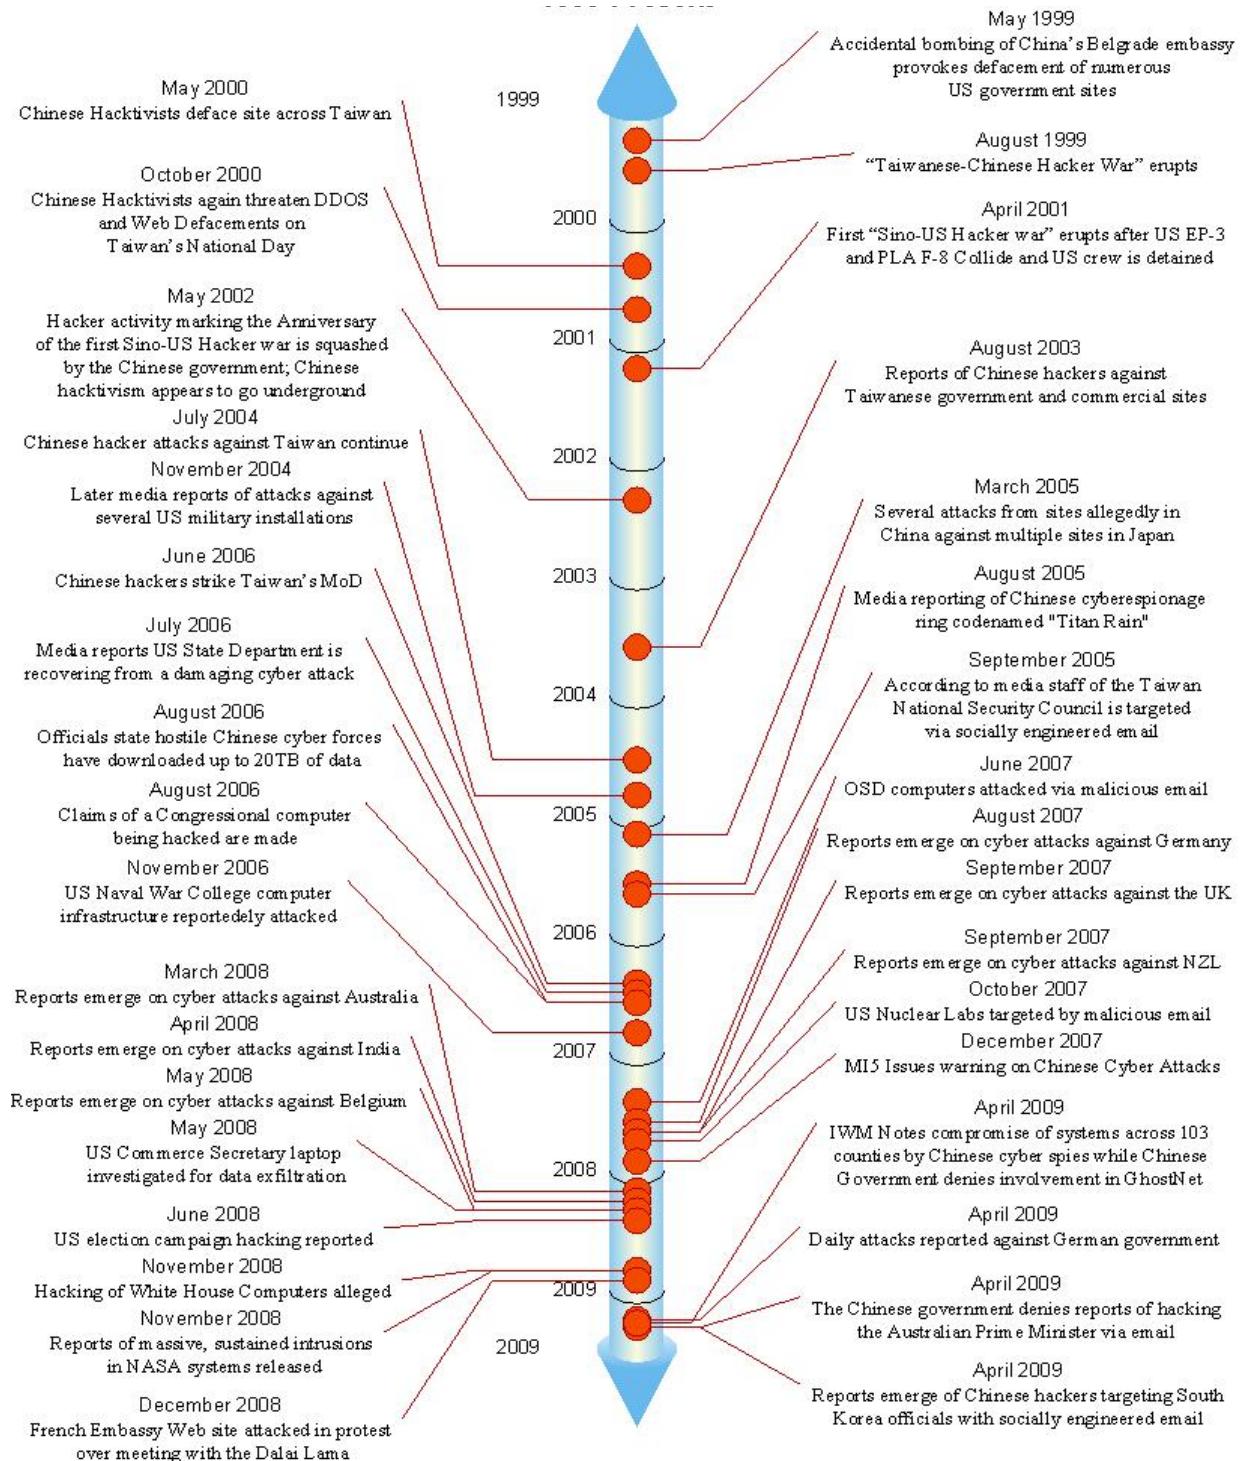 May 1999
Accidental bombing of China's Belgrade embassy
provokes defacement of numerous
US government sites
August 1999
“Taiwanese-Chinese Hacker War” erupts
April 2001
First “Sino-US Hacker war” erupts after US EP-3
and PLA F-8 Collide and US crew is detained
August 2003
Reports of Chinese hackers against
Taiwanese government and commercial sites
March 2005
Several attacks from sites allegedly in
China against multiple sites in Japan
August 2005
Media reporting of Chinese cyberespionage
ring codenamed "Titan Rain"
September 2005
According to media staff of the Taiwan
National Security Council is targeted
via socially engineered email
June 2007
OSD computers attacked via malicious email
August 2007
Reports emerge on cyber attacks against Germany
September 2007
Reports emerge on cyber attacks against the UK
September 2007
Reports emerge on cyber attacks against NZL
October 2007
US Nuclear Labs targeted by malicious email
December 2007
MI5 Issues warning on Chinese Cyber Attacks
April 2009
IWM Notes compromise of systems across 103
counties by Chinese cyber spies while Chinese
Government denies involvement in GhostNet
April 2009
Daily attacks reported against German government
April 2009
The Chinese government denies reports of hacking
the Australian Prime Minister via email
April 2009
Reports emerge of Chinese hackers targeting South
Korea officials with socially engineered email
1999
2000
2001
2002
2003
2004
2005
2006
2007
2008
2009
2009
May 2000
Chinese Hacktivists deface site across Taiwan
October 2000
Chinese Hacktivists again threaten DDOS
and Web Defacements on
Taiwan's National Day
May 2002
Hacker activity marking the Anniversary
of the first Sino-US Hacker war is squashed
by the Chinese government; Chinese
hacktivism appears to go underground
July 2004
Chinese hacker attacks against Taiwan continue
November 2004
Later media reports of attacks against
several US military installations
June 2006
Chinese hackers strike Taiwan's MoD
July 2006
Media reports US State Department is
recovering from a damaging cyber attack
August 2006
Officials state hostile Chinese cyber forces
have downloaded up to 20TB of data
August 2006
Claims of a Congressional computer
being hacked are made
November 2006
US Naval War College computer
infrastructure reportedely attacked
March 2008
Reports emerge on cyber attacks against Australia
April 2008
Reports emerge on cyber attacks against India
May 2008
Reports emerge on cyber attacks against Belgium
May 2008
US Commerce Secretary laptop
investigated for data exfiltration
June 2008
US election campaign hacking reported
November 2008
Hacking of White House Computers alleged
November 2008
Reports of massive, sustained intrusions
in NASA systems released
December 2008
French Embassy Web site attacked in protest
over meeting with the Dalai Lama